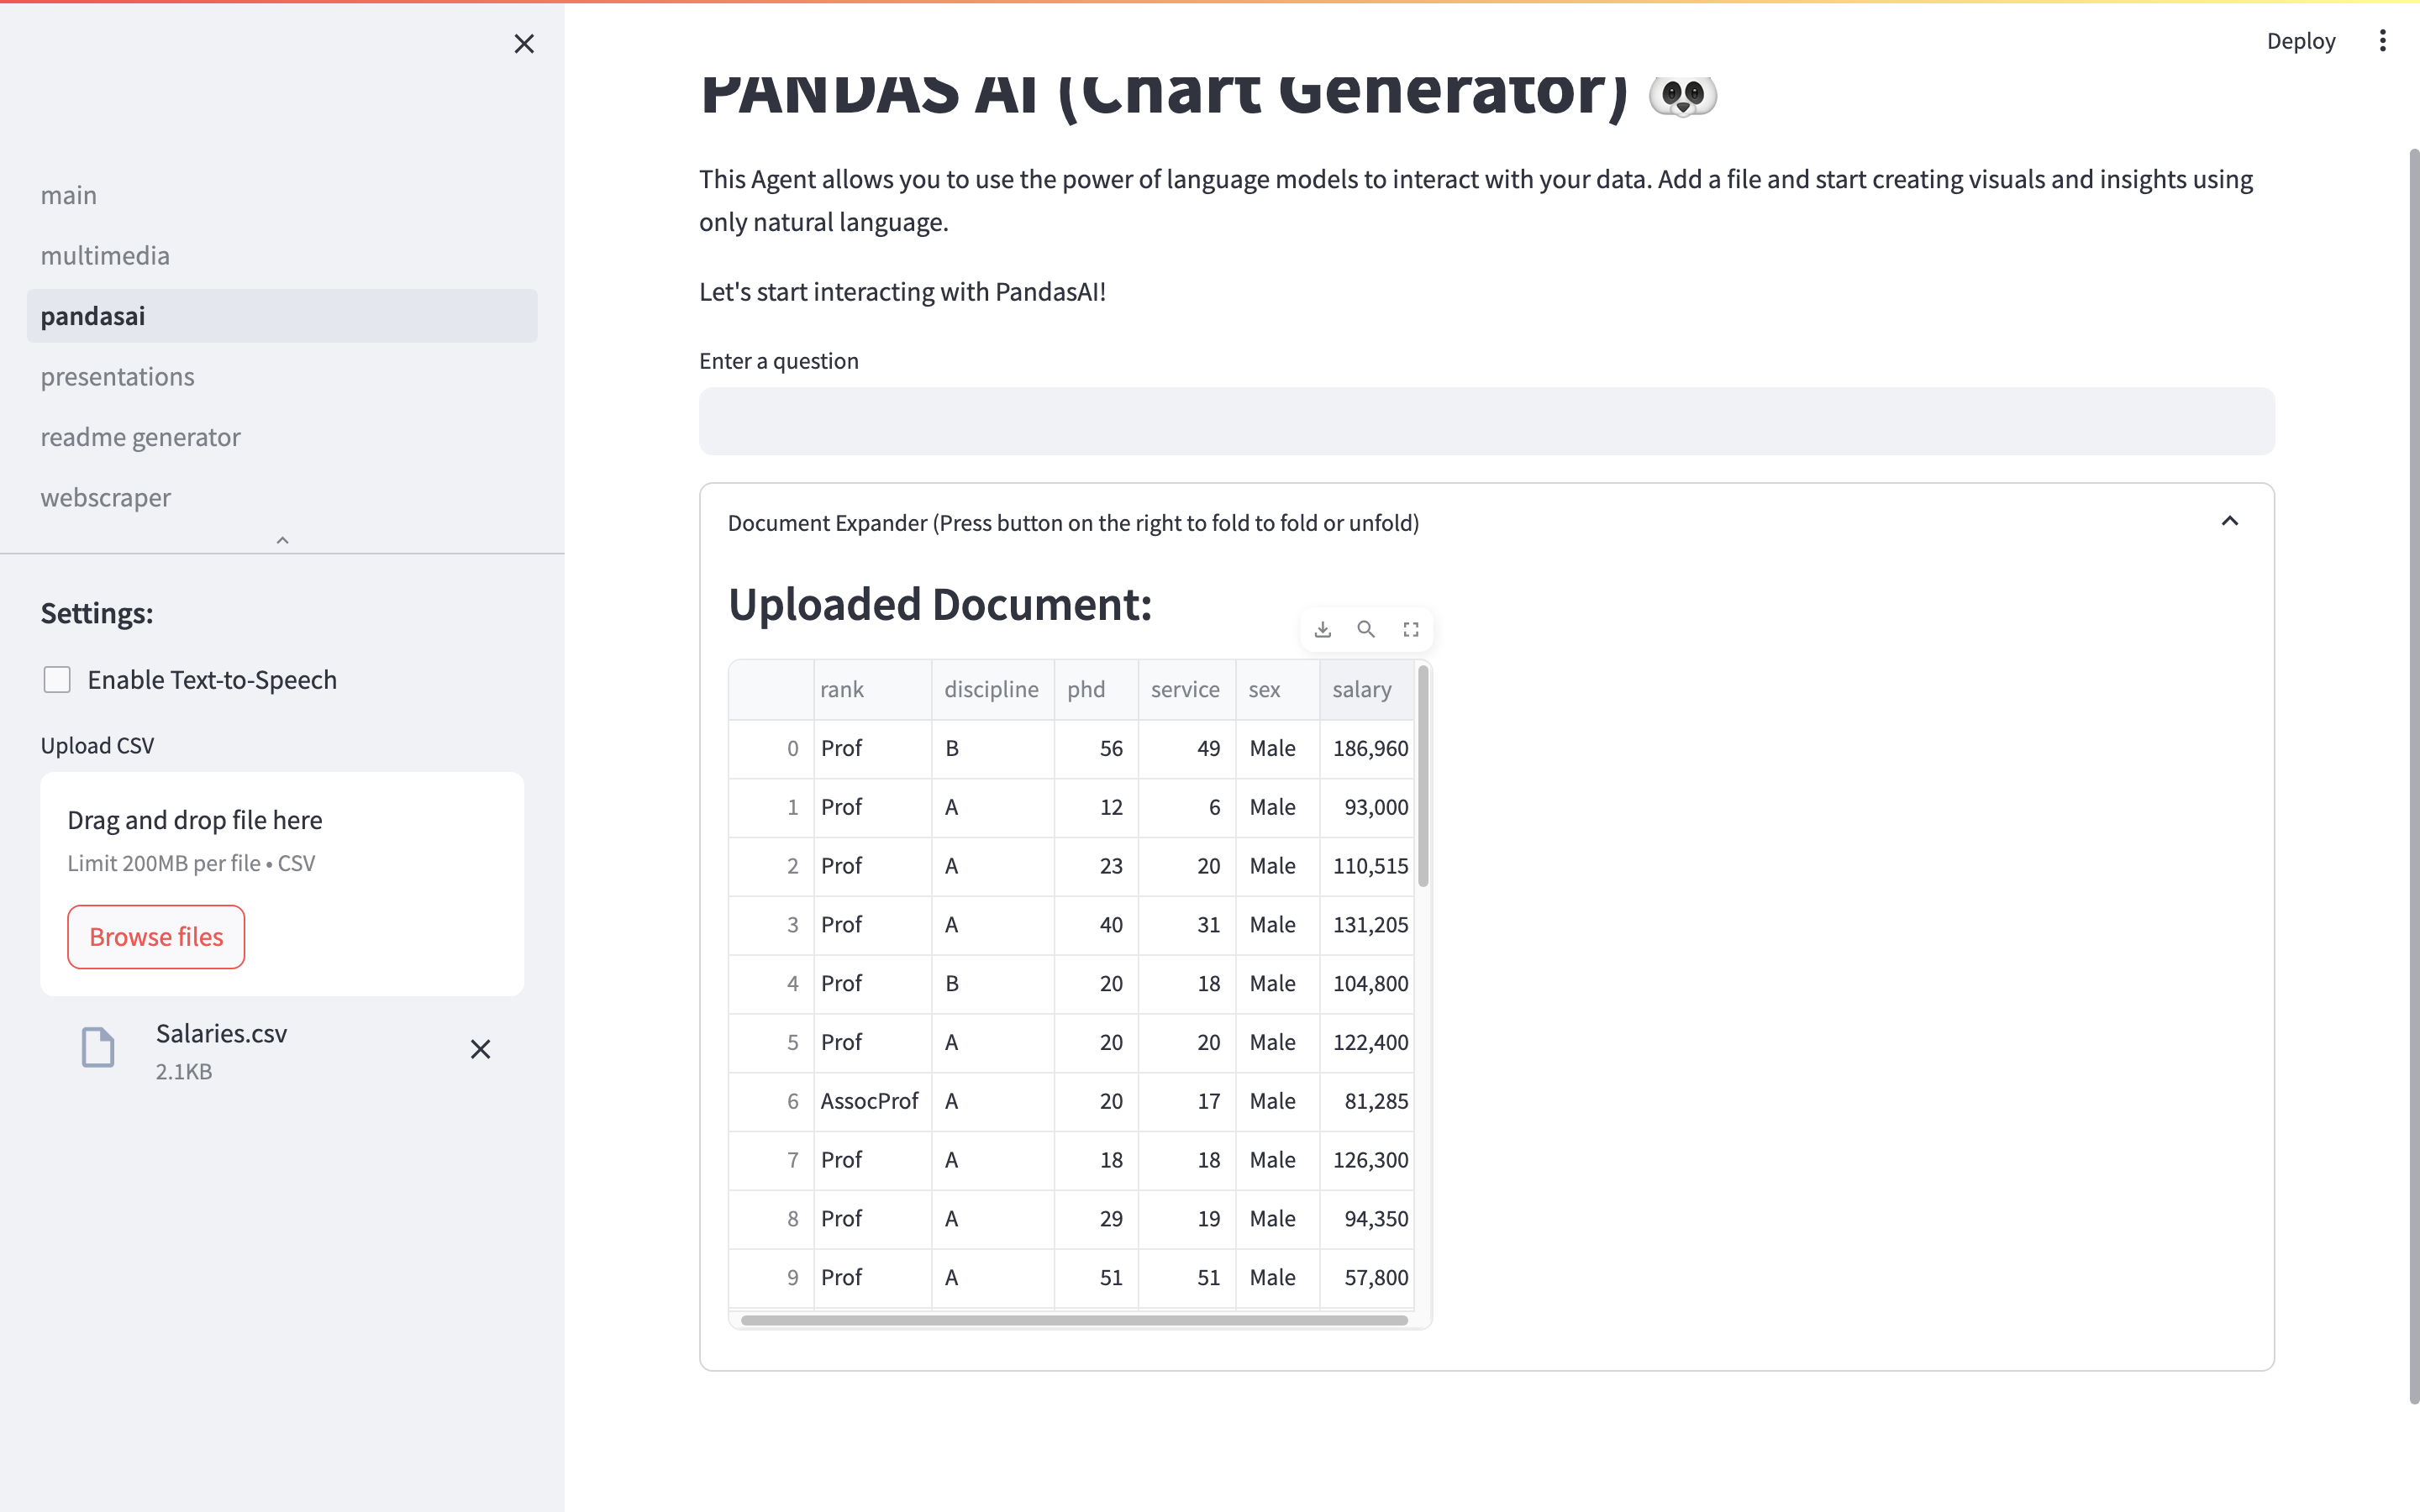 Deploy
main
multimedia
pandasai
presentations
readme generator
webscraper
Settings:
Enable Text-to-Speech
Upload CSV
Drag and drop file here
Limit 200MB per file • CSV
Browse files
Salaries.csv
2.1KB
PANDAS AI (Chart Generator) 🐼
This Agent allows you to use the power of language models to interact with your data. Add a file and start creating visuals and insights using
only natural language.
Let's start interacting with PandasAI!
Enter a question
Document Expander (Press button on the right to fold to fold or unfold)
Uploaded Document:
rank discipline phd service sex salary
0 Prof B 56 49 Male 186,960
1 Prof A 12 6 Male 93,000
2 Prof A 23 20 Male 110,515
3 Prof A 40 31 Male 131,205
4 Prof B 20 18 Male 104,800
5 Prof A 20 20 Male 122,400
6 AssocProf A 20 17 Male 81,285
7 Prof A 18 18 Male 126,300
8 Prof A 29 19 Male 94,350
9 Prof A 51 51 Male 57,800